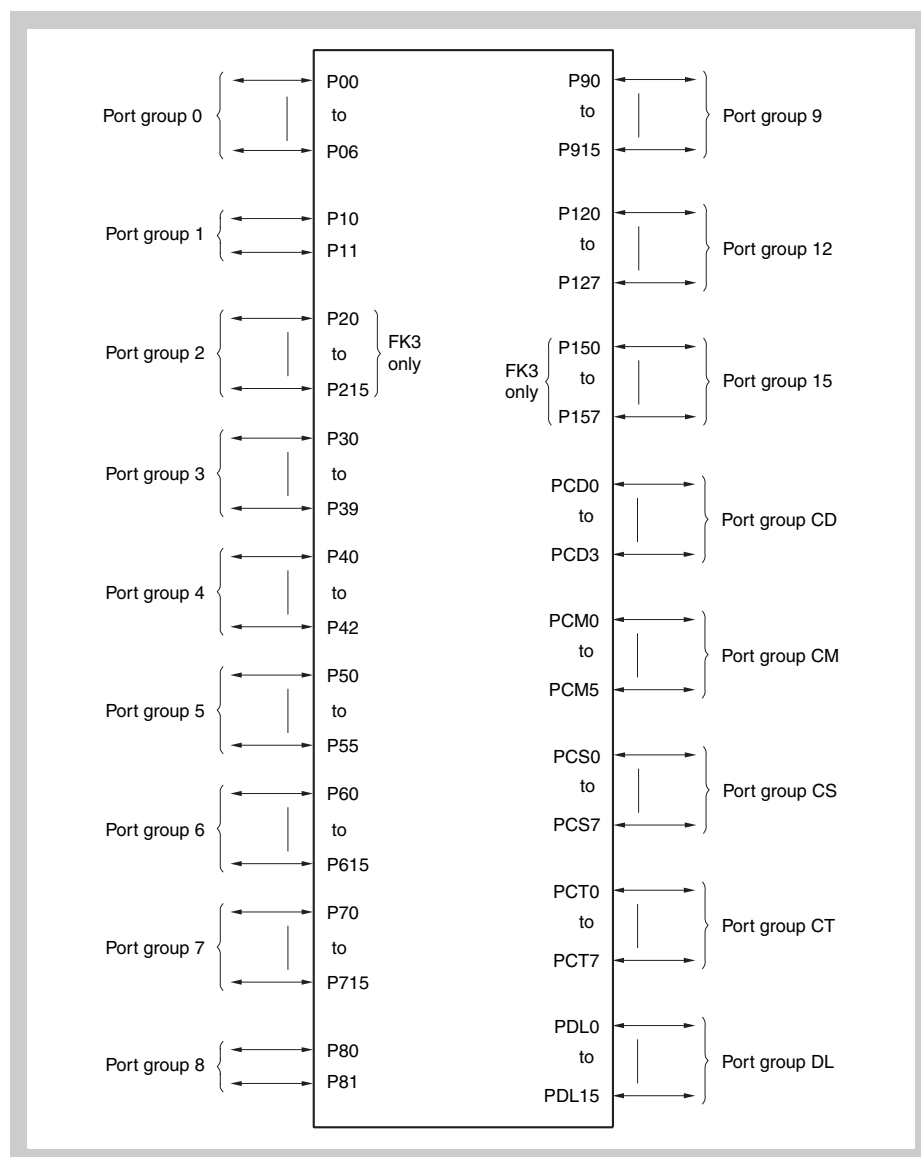 Port group 0
P00
to
P06
Port group 1
P10
P11
Port group 2
P20
to
P215
FK3
only
Port group 3
P30
to
P39
Port group 4
P40
to
P42
Port group 5
P50
to
P55
Port group 6
P60
to
P615
Port group 7
P70
to
P715
Port group 8
P80
P81
P90
to
P915
Port group 9
P120
to
P127
Port group 12
FK3
only
P150
to
P157
Port group 15
PCD0
to
PCD3
Port group CD
PCM0
to
PCM5
Port group CM
PCS0
to
PCS7
Port group CS
PCT0
to
PCT7
Port group CT
PDL0
to
PDL15
Port group DL